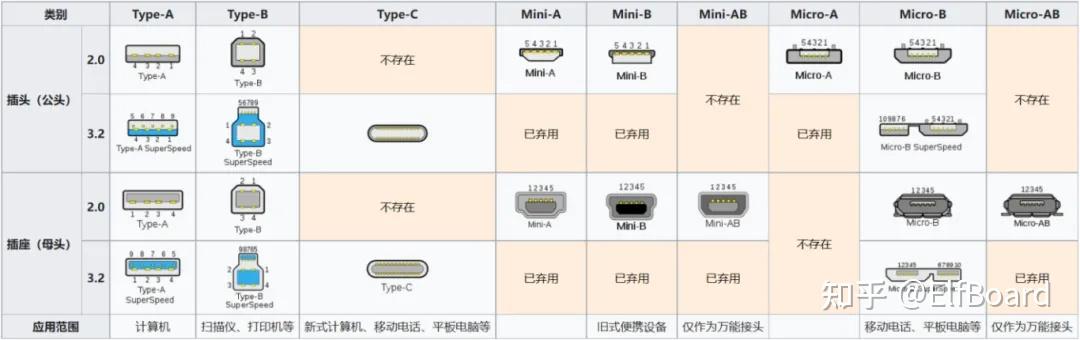 类别 Type-A Type-B Type-C Mini-A Mini-B Mini-AB Micro-A Micro-B Micro-AB
插头（公头）
2.0
4 3 2 1
Type-A
1 2
4 3
Type-B
不存在
5 4 3 2 1
Mini-A
5 4 3 2 1
Mini-B
不存在
54321
Micro-A
54321
Micro-B
不存在
3.2
5 6 7 8 9
4 3 2 1
Type-A SuperSpeed
56789
1 2
4 3
Type-B
SuperSpeed
已弃用
已弃用
已弃用
109876 54321
Micro-B SuperSpeed
插座（母头）
2.0
1 2 3 4
Type-A
2 1
3 4
Type-B
不存在
12345
Mini-A
12345
Mini-B
12345
Mini-AB
不存在
12345
Micro-B
12345
Micro-AB
3.2
9 8 7 6 5
1 2 3 4
Type-A
SuperSpeed
98765
2 1
3 4
Type-B
SuperSpeed
Type-C
已弃用
已弃用
已弃用
12345 678910
Micro-B SuperSpeed
已弃用
应用范围 计算机 扫描仪、打印机等 新式计算机、移动电话、平板电脑等 旧式便携设备 仅作为万能接头 移动电话、平板电脑等 仅作为万能接头
知乎 @ElfBoard